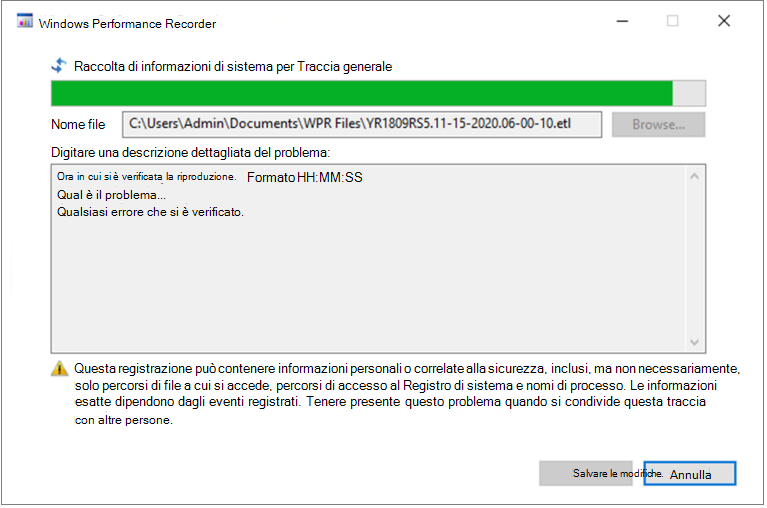 Windows Performance Recorder
Raccolta di informazioni di sistema per Traccia generale
Nome file C:\Users\Admin\Documents\WPR Files\YR1809RS5.11-15-2020.06-00-10.etl Browse...
Digitare una descrizione dettagliata del problema:
Ora in cui si è verificata la riproduzione. Formato HH:MM:SS
Qual è il problema...
Qualsiasi errore che si è verificato.
Questa registrazione può contenere informazioni personali o correlate alla sicurezza, inclusi, ma non necessariamente,
solo percorsi di file a cui si accede, percorsi di accesso al Registro di sistema e nomi di processo. Le informazioni
esatte dipendono dagli eventi registrati. Tenere presente questo problema quando si condivide questa traccia
con altre persone.
Salvare le modifiche. Annulla